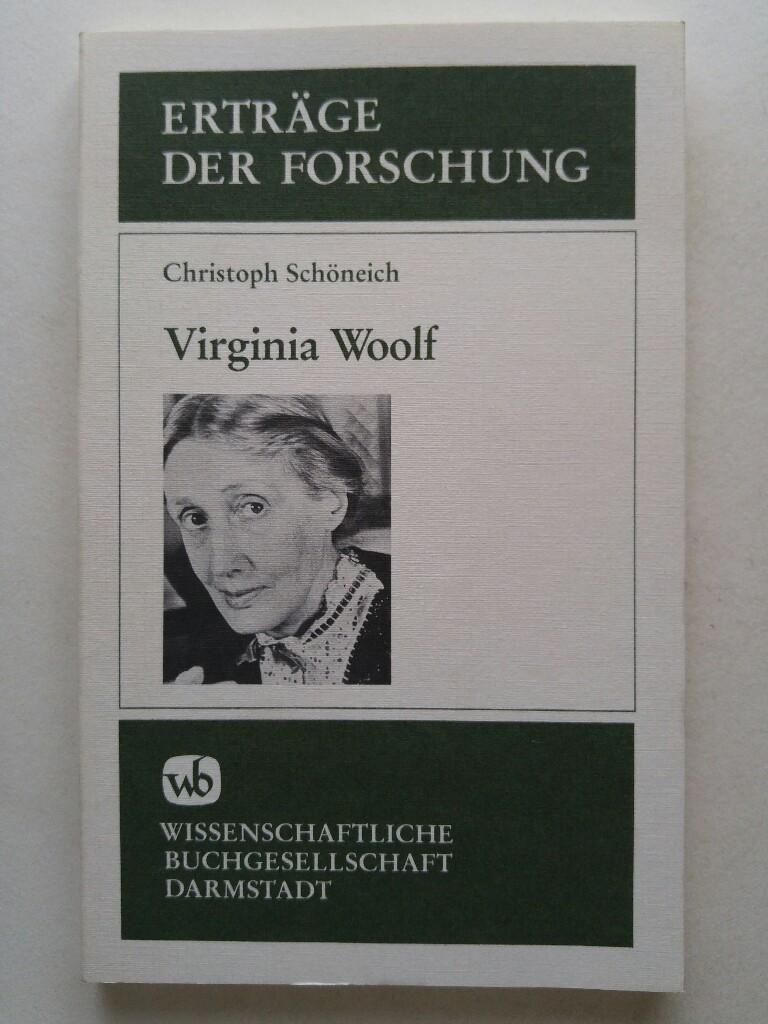 ERTRÄGE
DER FORSCHUNG
Christoph Schöneich
Virginia Woolf
wb
WISSENSCHAFTLICHE
BUCHGESELLSCHAFT
DARMSTADT